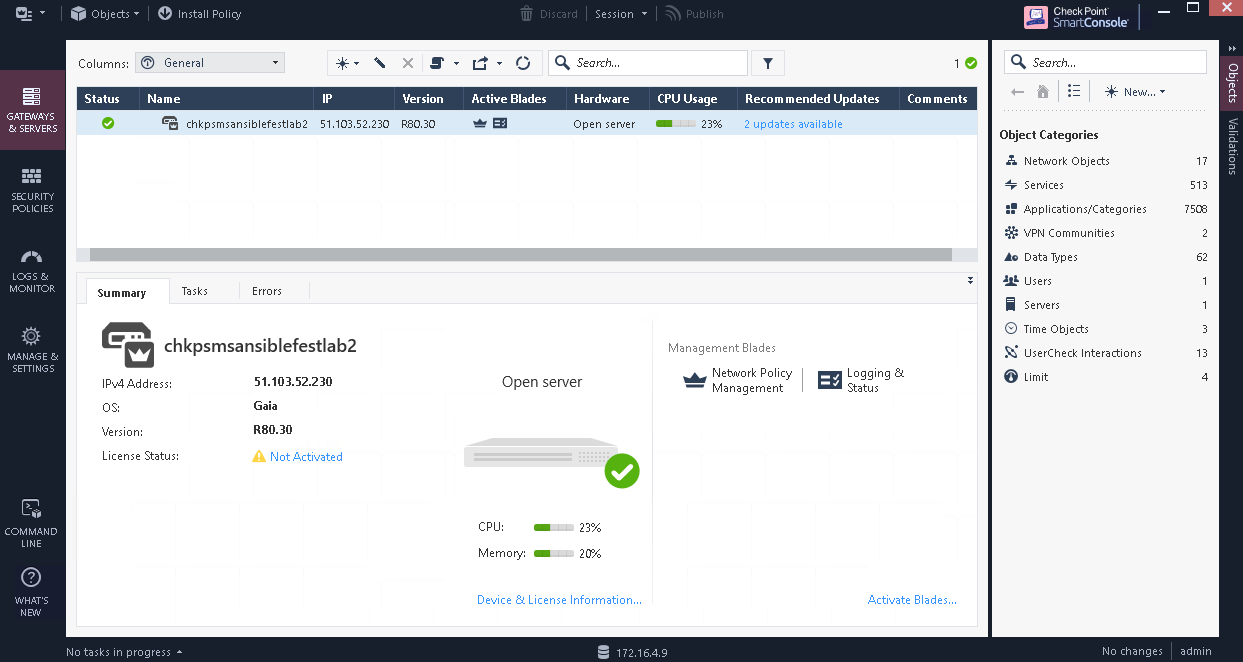 Objects
Install Policy
Discard
Session
Publish
Check Point
SmartConsole
Columns:
General
Search...
1
Status Name IP Version Active Blades Hardware CPU Usage Recommended Updates Comments
chkpsmsansiblefestlab2 51.103.52.230 R80.30 Open server 23% 2 updates available
GATEWAYS
& SERVERS
SECURITY
POLICIES
LOGS &
MONITOR
MANAGE &
SETTINGS
COMMAND
LINE
WHAT'S
NEW
Summary
Tasks
Errors
chkpsmsansiblefestlab2
IPv4 Address: 51.103.52.230
OS: Gaia
Version: R80.30
License Status: Not Activated
Open server
CPU: 23%
Memory: 20%
Device & License Information...
Management Blades
Network Policy
Management
Logging &
Status
Activate Blades...
Search...
New...
Object Categories
Network Objects 17
Services 513
Applications/Categories 7508
VPN Communities 2
Data Types 62
Users 1
Servers 1
Time Objects 3
UserCheck Interactions 13
Limit 4
Objects
Validations
No tasks in progress
172.16.4.9
No changes
admin